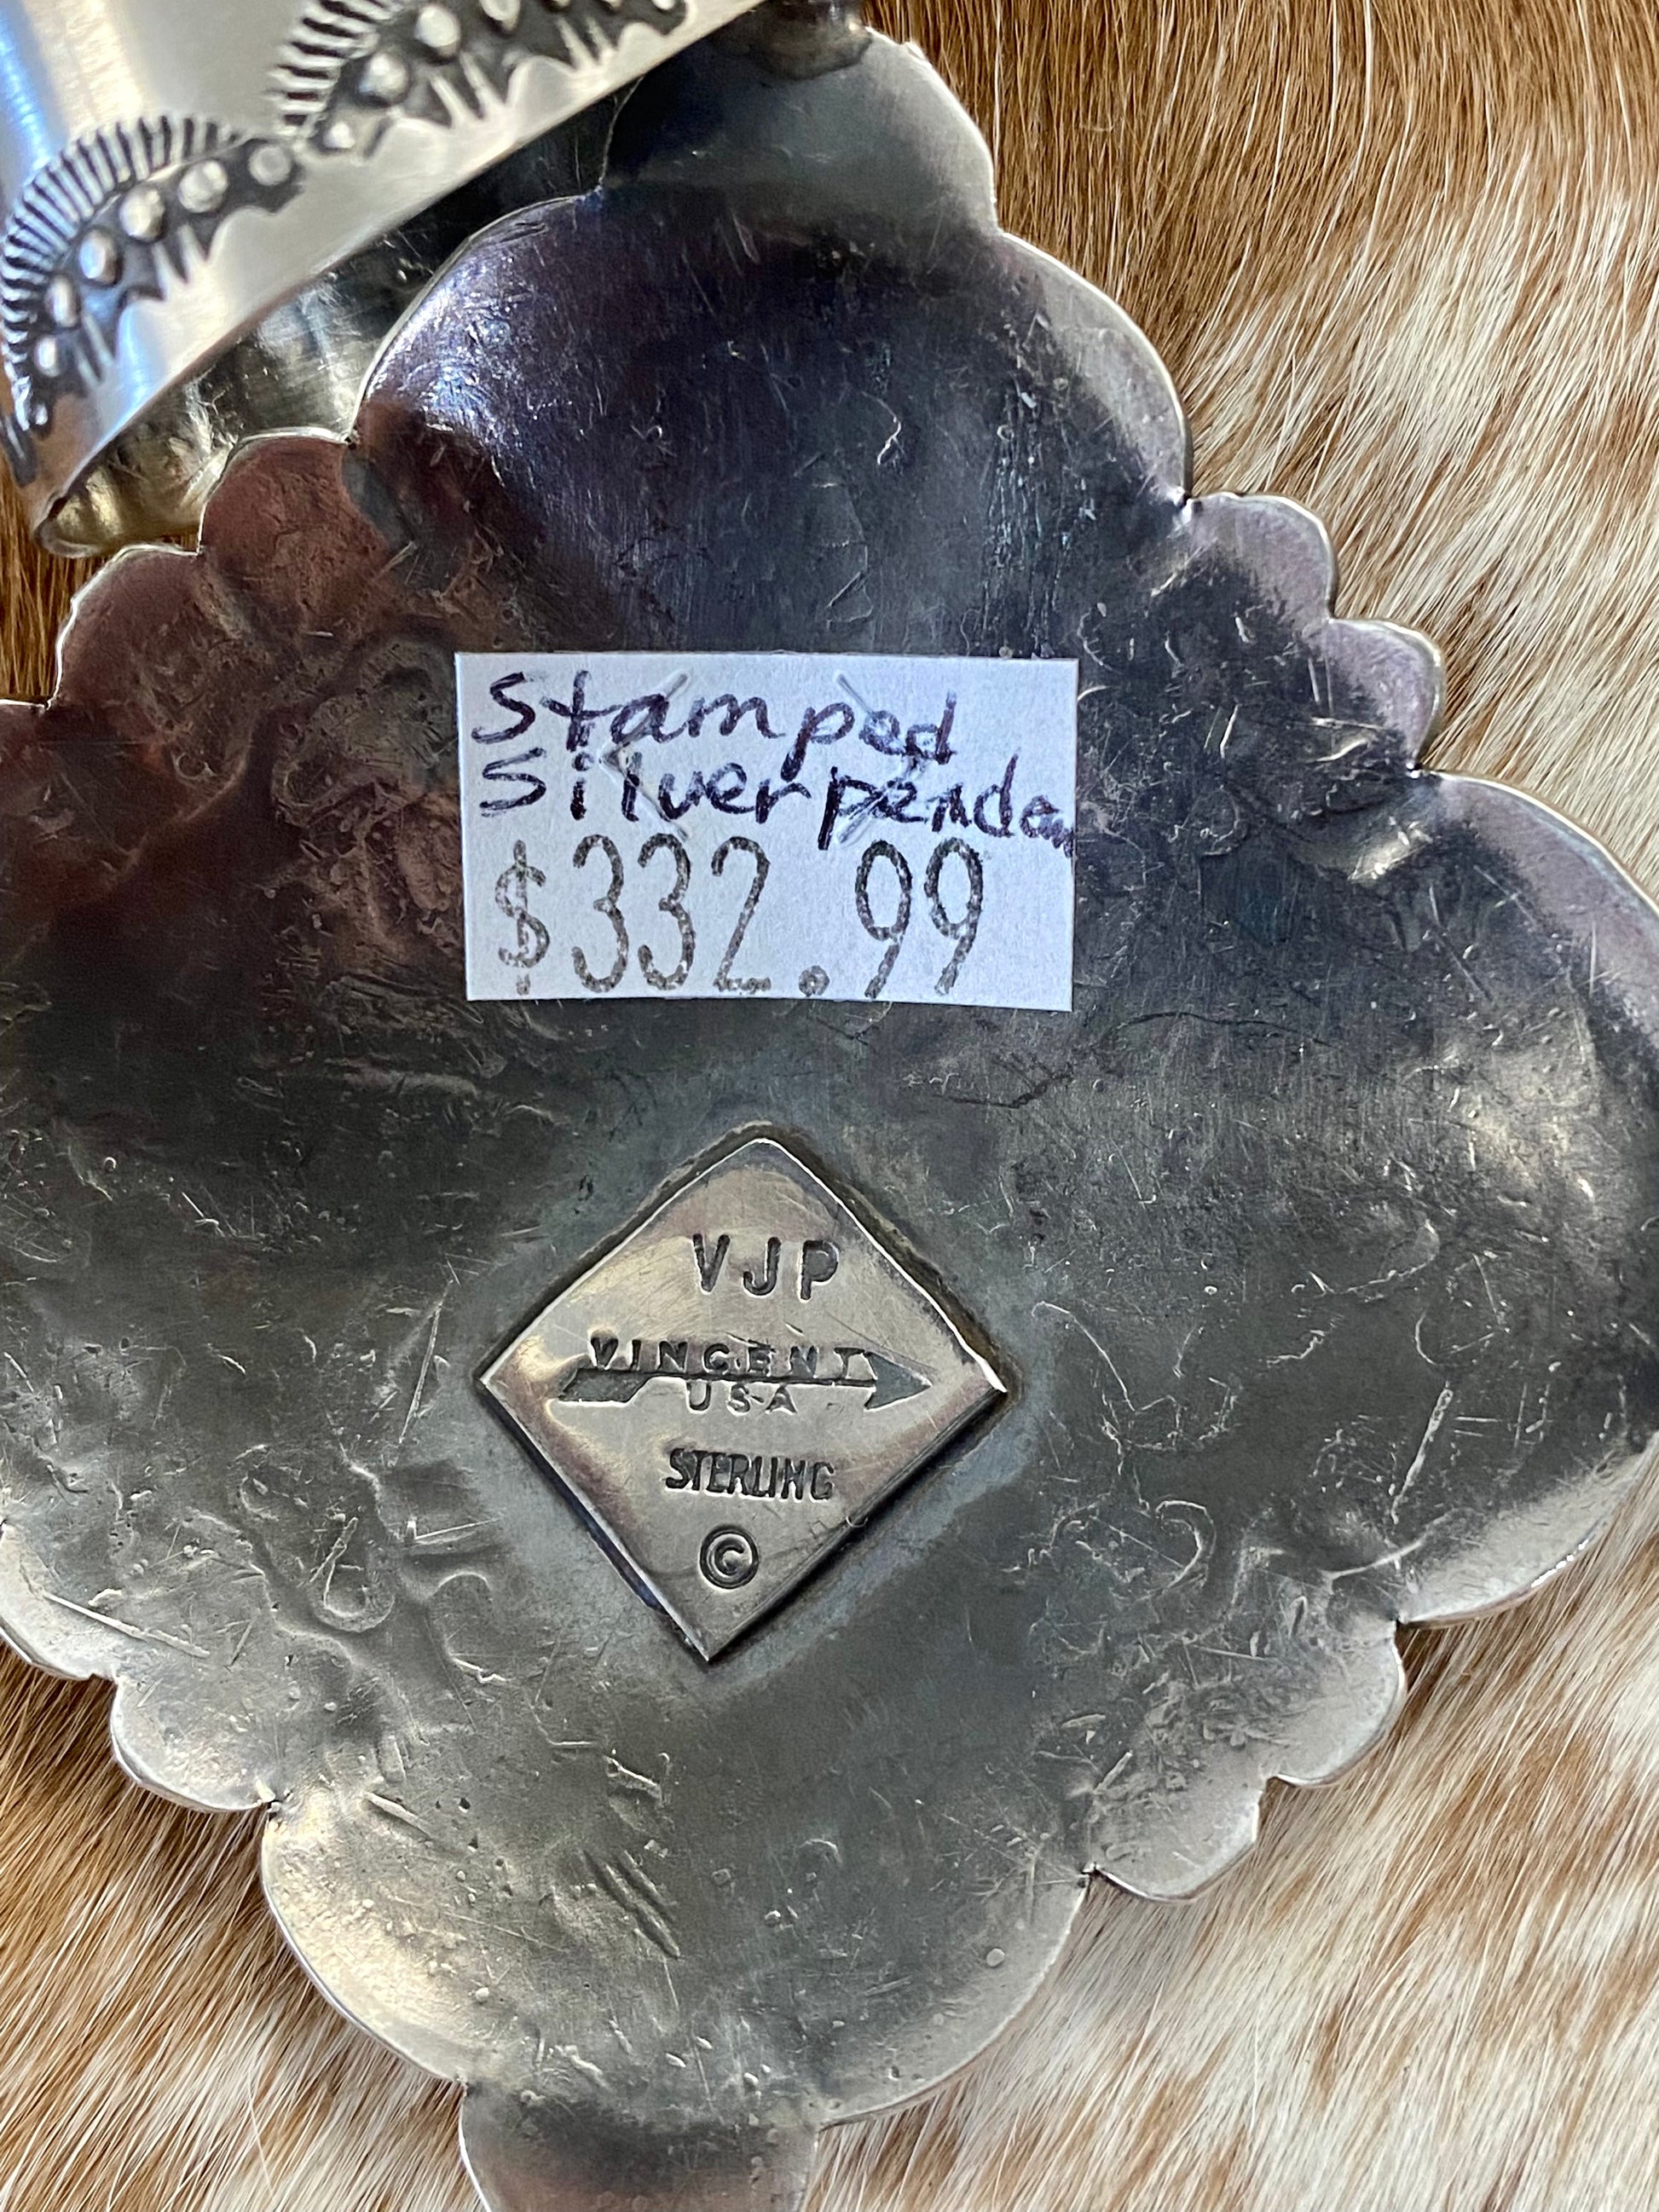 Stamped
Silver penda
$332.99
VJP
VINCENT
USA
STERLING
©